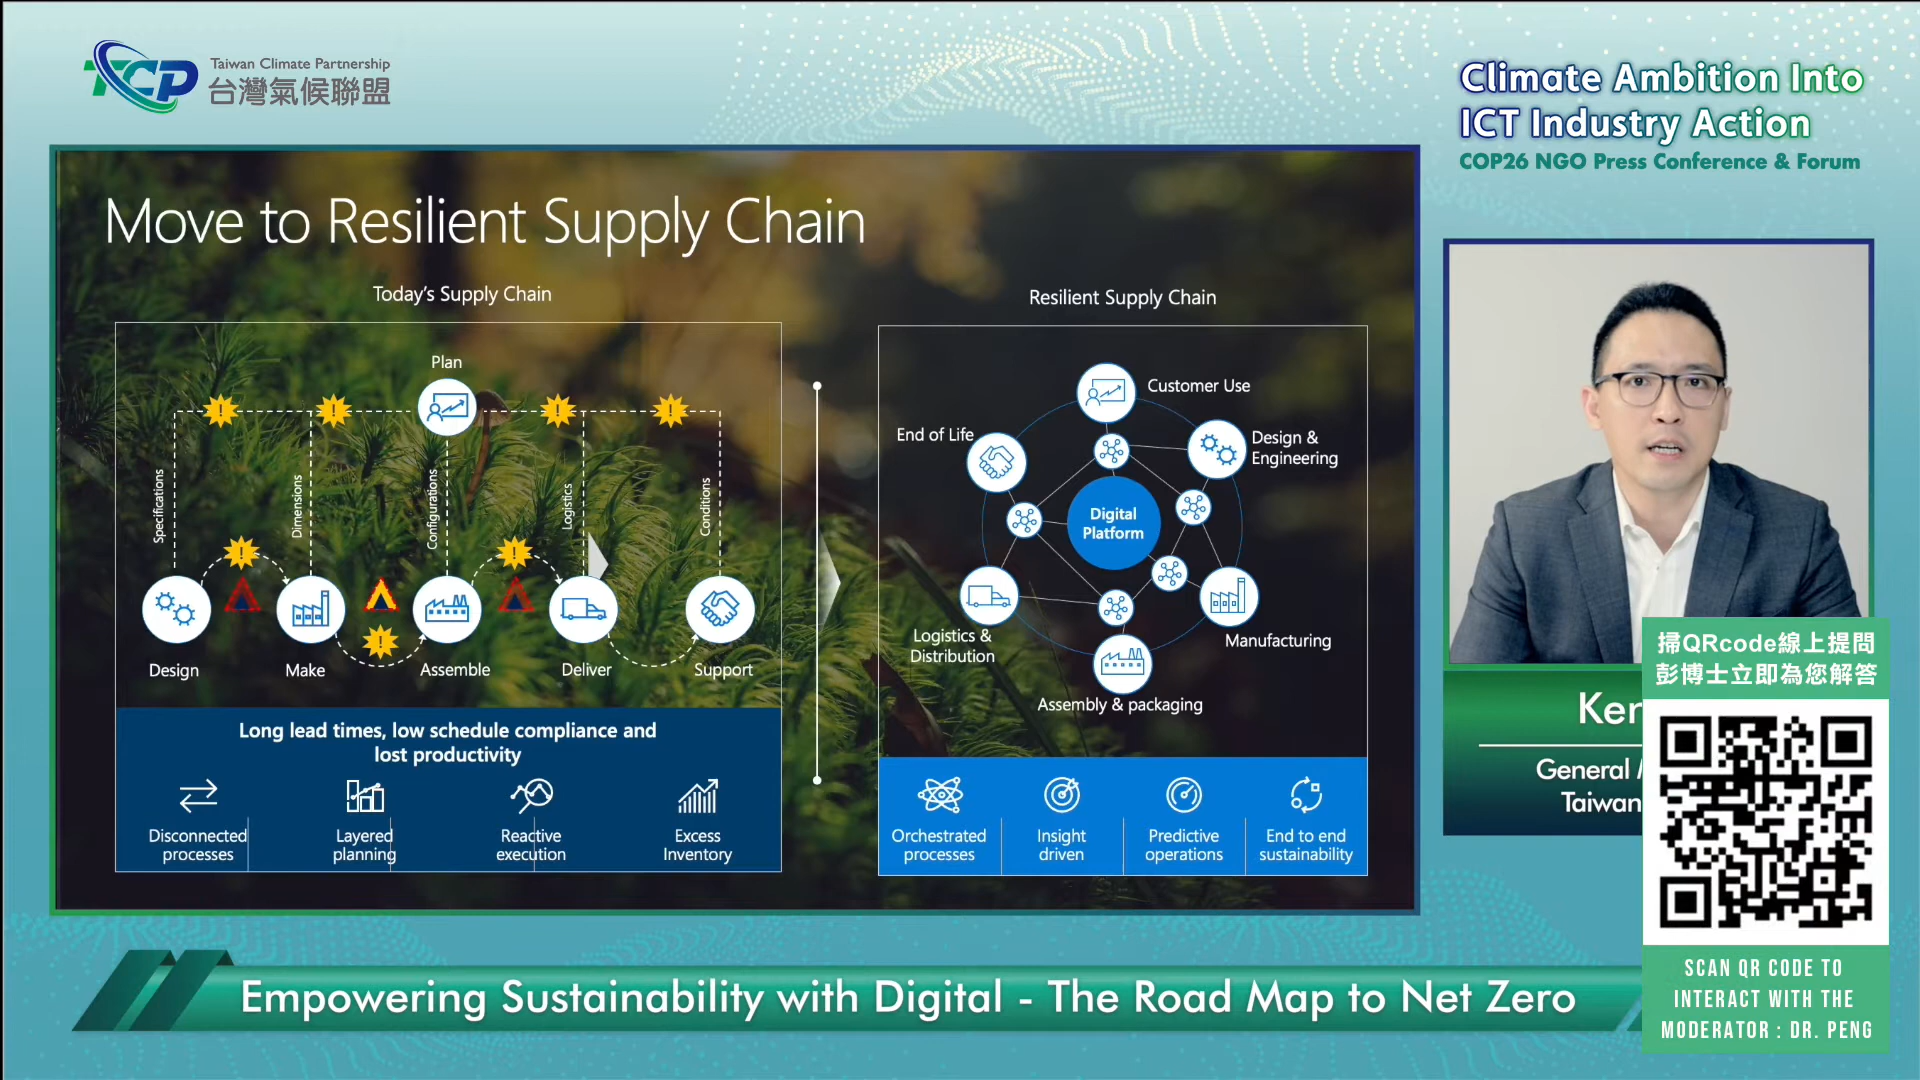 TCP
Taiwan Climate Partnership
台灣氣候聯盟
Climate Ambition Into
ICT Industry Action
COP26 NGO Press Conference & Forum
Move to Resilient Supply Chain
Today's Supply Chain
Plan
Specifications
Dimensions
Configurations
Logistics
Conditions
Design
Make
Assemble
Deliver
Support
Long lead times, low schedule compliance and
lost productivity
Disconnected
processes
Layered
planning
Reactive
execution
Excess
Inventory
Resilient Supply Chain
Customer Use
End of Life
Design &
Engineering
Digital
Platform
Logistics &
Distribution
Manufacturing
Assembly & packaging
Orchestrated
processes
Insight
driven
Predictive
operations
End to end
sustainability
Ken
General
Taiwan
掃QRcode線上提問
彭博士立即為您解答
SCAN QR CODE TO
INTERACT WITH THE
MODERATOR : DR. PENG
Empowering Sustainability with Digital - The Road Map to Net Zero